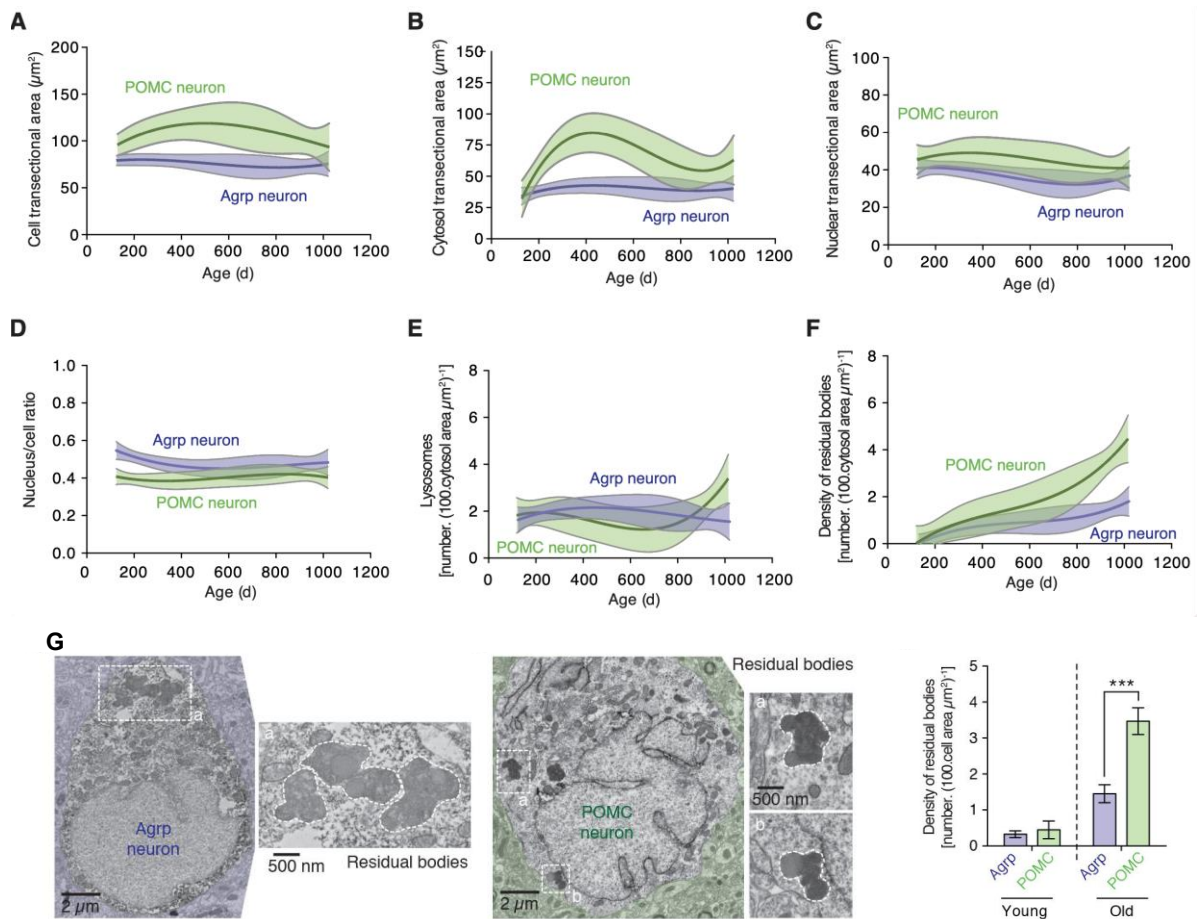 A
Cell transectional area (µm²)
200
150
100
50
0
POMC neuron
Agrp neuron
0 200 400 600 800 1000 1200
Age (d)
B
Cytosol transectional area (µm²)
150
125
100
75
50
25
0
POMC neuron
Agrp neuron
0 200 400 600 800 1000 1200
Age (d)
C
Nuclear transectional area (µm²)
100
80
60
40
20
0
POMC neuron
Agrp neuron
0 200 400 600 800 1000 1200
Age (d)
D
Nucleus/cell ratio
1.0
0.8
0.6
0.4
0.2
0.0
Agrp neuron
POMC neuron
0 200 400 600 800 1000 1200
Age (d)
E
Lysosomes
[number. (100.cytosol area µm²)⁻¹]
8
6
4
2
0
Agrp neuron
POMC neuron
0 200 400 600 800 1000 1200
Age (d)
F
Density of residual bodies
[number. (100.cytosol area µm²)⁻¹]
8
6
4
2
0
POMC neuron
Agrp neuron
0 200 400 600 800 1000 1200
Age (d)
G
a
Agrp
neuron
2 µm
a
500 nm
Residual bodies
a
POMC
neuron
b
2 µm
Residual bodies
a
500 nm
b
Density of residual bodies
[number. (100.cell area µm²)⁻¹]
5
4
3
2
1
0
***
Agrp POMC Agrp POMC
Young Old